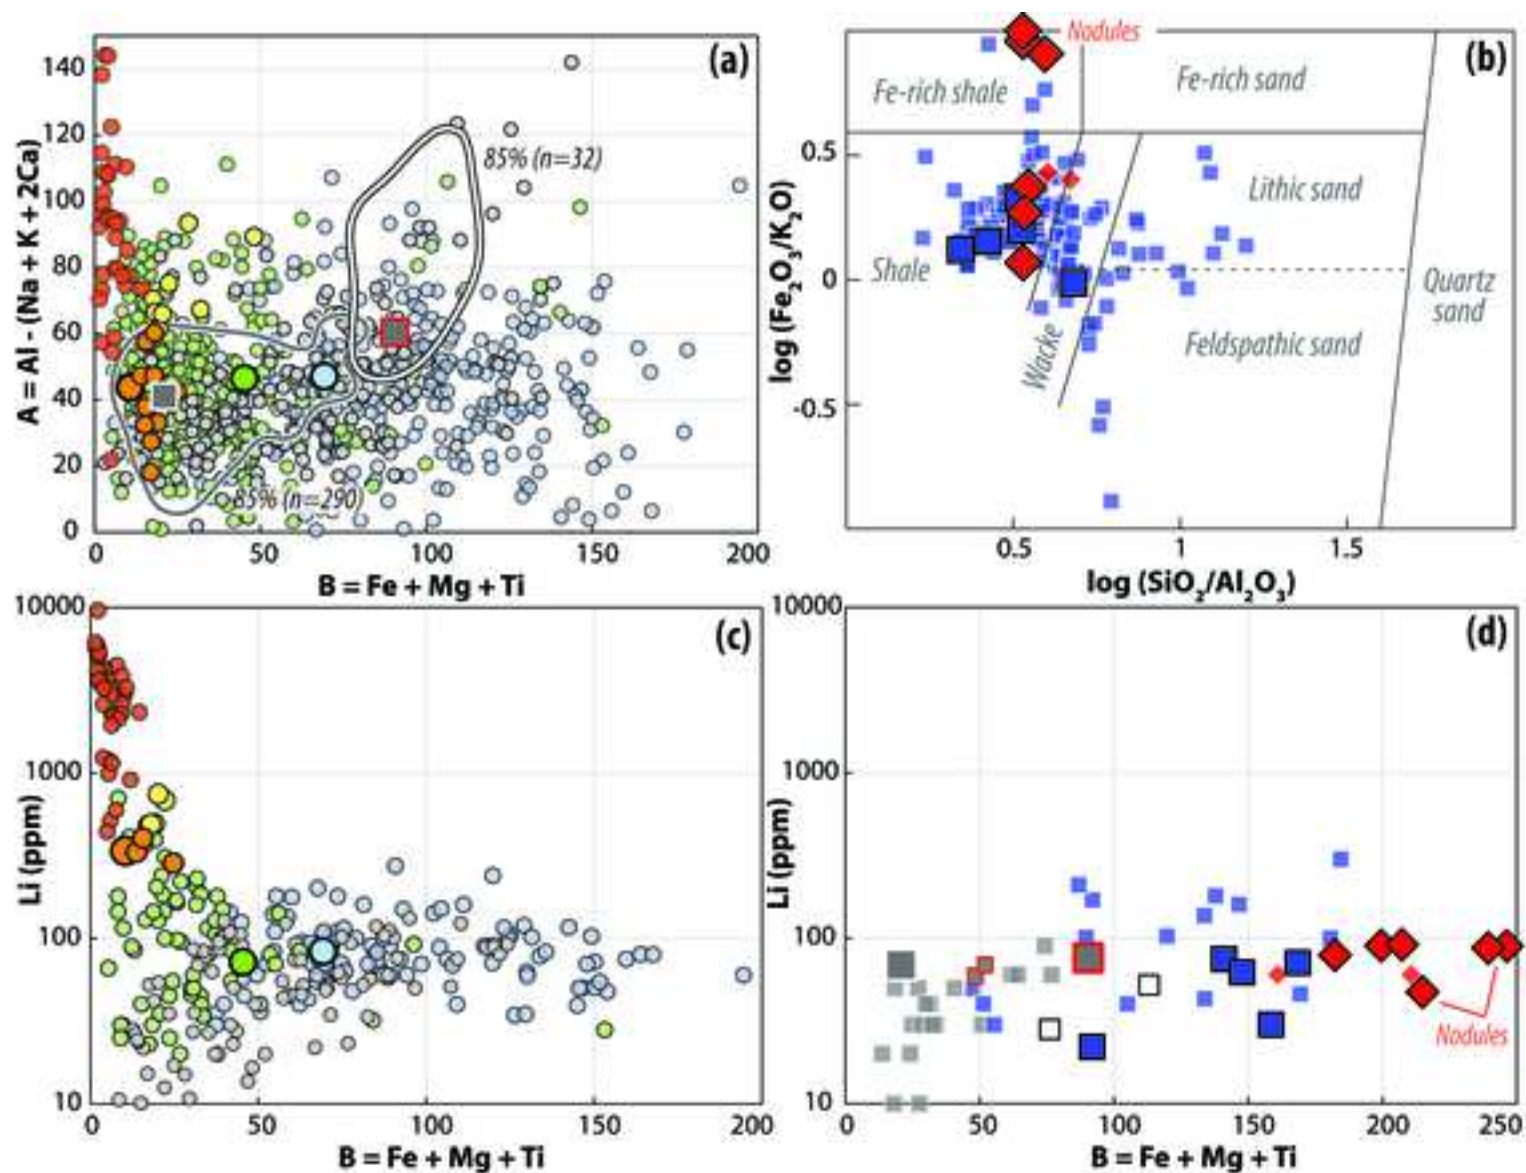 (a)
A = Al - (Na + K + 2Ca)
140
120
100
80
60
40
20
0
85% (n=32)
85% (n=290)
0
50
100
150
200
B = Fe + Mg + Ti
(b)
Nodules
Fe-rich shale
Fe-rich sand
Lithic sand
Shale
Wacke
Feldspathic sand
Quartz
sand
log (Fe₂O₃/K₂O)
0.5
0
-0.5
0.5
1
1.5
log (SiO₂/Al₂O₃)
(c)
Li (ppm)
10000
1000
100
10
0
50
100
150
200
B = Fe + Mg + Ti
(d)
Li (ppm)
10000
1000
100
10
Nodules
0
50
100
150
200
250
B = Fe + Mg + Ti